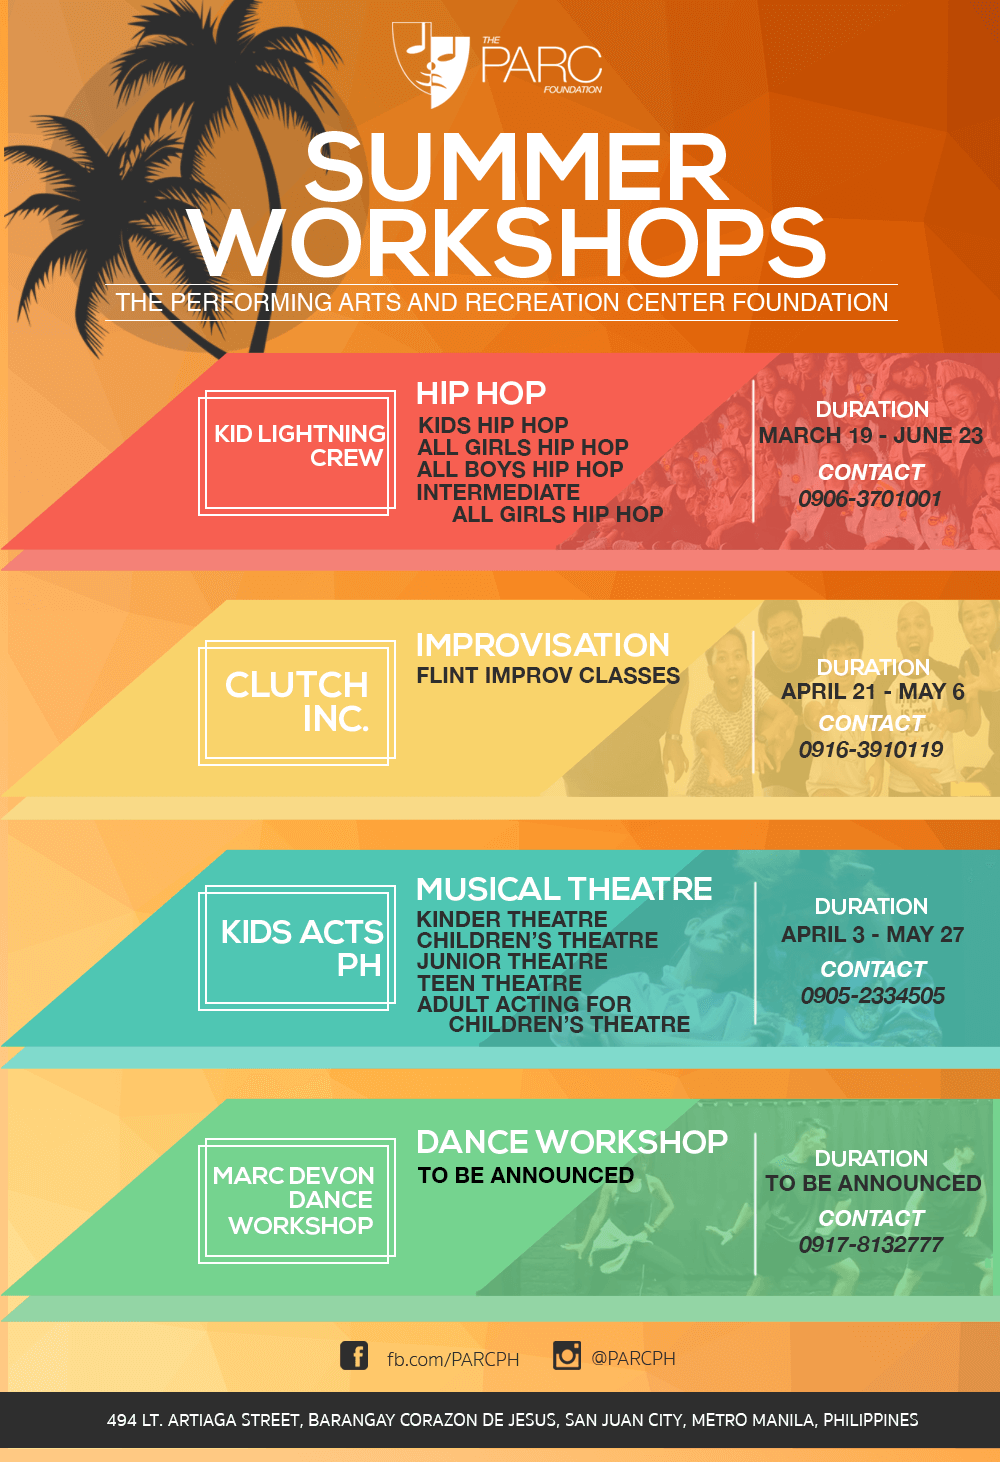 THE
PARC
FOUNDATION
SUMMER
WORKSHOPS
THE PERFORMING ARTS AND RECREATION CENTER FOUNDATION
KID LIGHTNING
CREW
HIP HOP
KIDS HIP HOP
ALL GIRLS HIP HOP
ALL BOYS HIP HOP
INTERMEDIATE
ALL GIRLS HIP HOP
DURATION
MARCH 19 - JUNE 23
CONTACT
0906-3701001
CLUTCH
INC.
IMPROVISATION
FLINT IMPROV CLASSES
DURATION
APRIL 21 - MAY 6
CONTACT
0916-3910119
KIDS ACTS
PH
MUSICAL THEATRE
KINDER THEATRE
CHILDREN'S THEATRE
JUNIOR THEATRE
TEEN THEATRE
ADULT ACTING FOR
CHILDREN'S THEATRE
DURATION
APRIL 3 - MAY 27
CONTACT
0905-2334505
MARC DEVON
DANCE
WORKSHOP
DANCE WORKSHOP
TO BE ANNOUNCED
DURATION
TO BE ANNOUNCED
CONTACT
0917-8132777
fb.com/PARCPH
@PARCPH
494 LT. ARTIAGA STREET, BARANGAY CORAZON DE JESUS, SAN JUAN CITY, METRO MANILA, PHILIPPINES